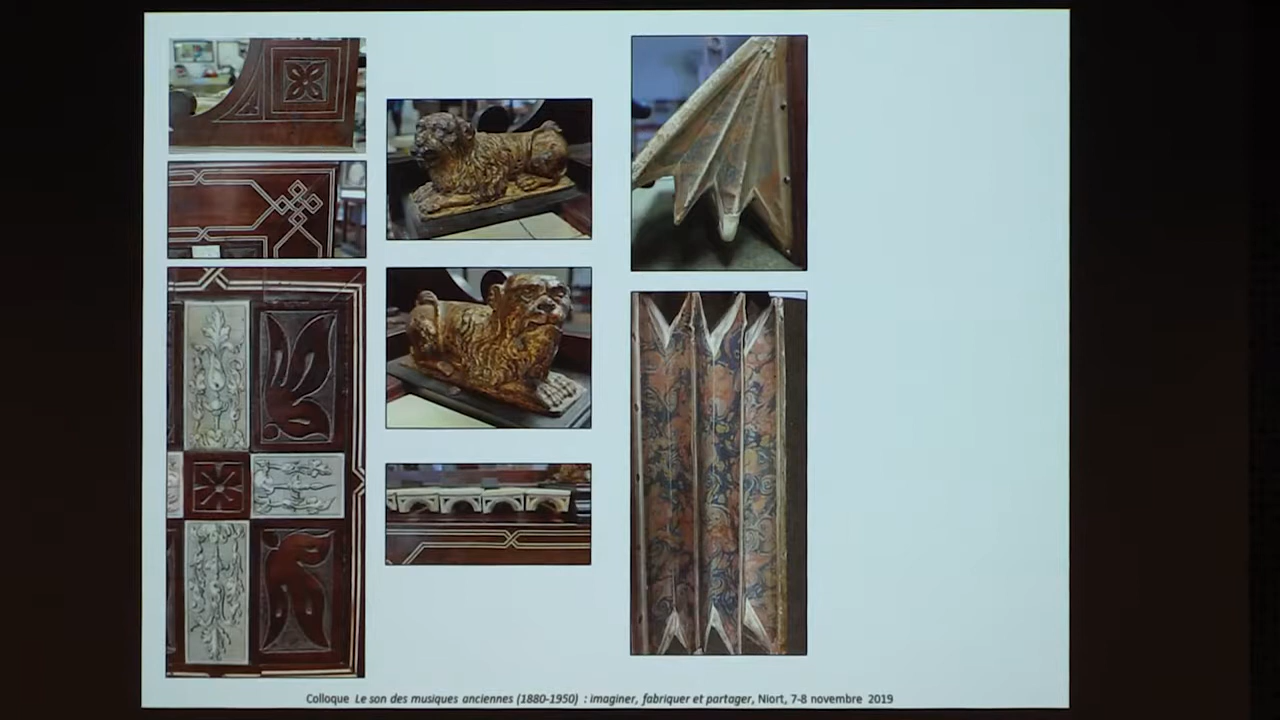 Colloque Le son des musiques anciennes (1880-1950) : imaginer, fabriquer et partager, Niort, 7-8 novembre 2019